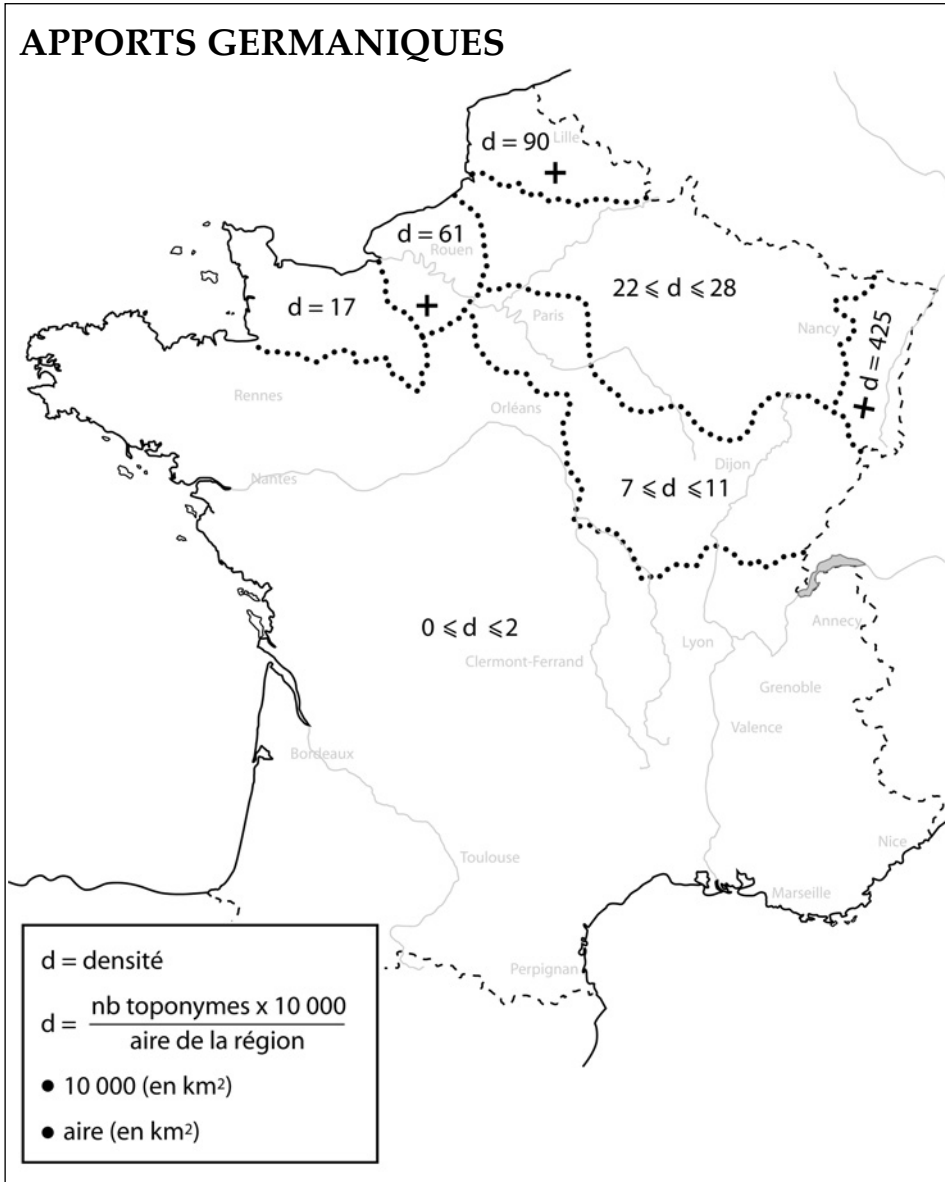 APPORTS GERMANIQUES
d = 90
Lille
d = 61
Rouen
d = 17
22 ⩽ d ⩽ 28
Paris
Nancy
d = 425
Rennes
Orléans
Nantes
Dijon
7 ⩽ d ⩽ 11
0 ⩽ d ⩽ 2
Annecy
Lyon
Clermont-Ferrand
Grenoble
Valence
Bordeaux
Toulouse
Nice
Marseille
Perpignan
d = densité
d = nb toponymes x 10 000
aire de la région
• 10 000 (en km²)
• aire (en km²)